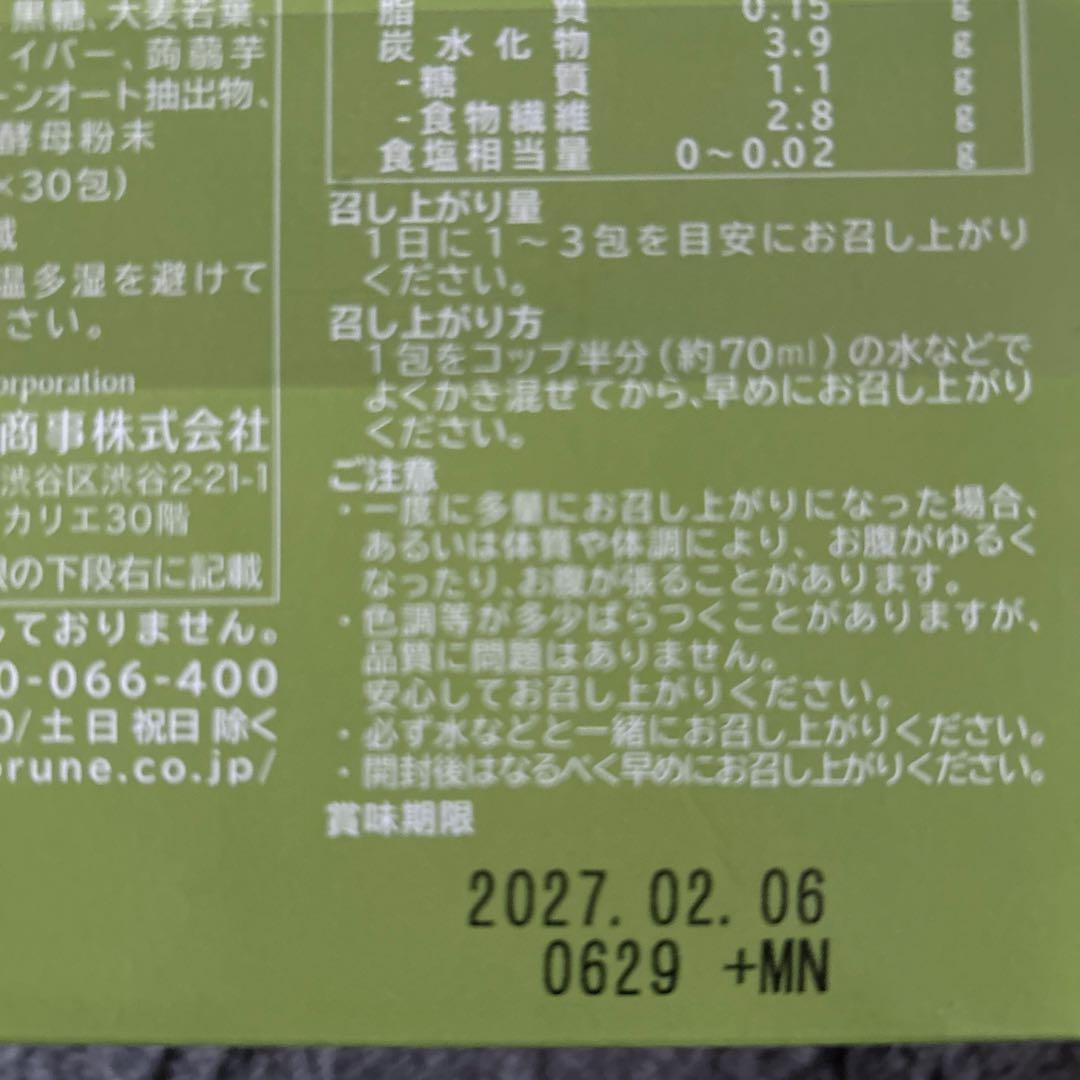 黒糖、大麦若葉、
イバー、蒟蒻芋
ーンオート抽出物、
酵母粉末
×30包）
載
温多湿を避けて
さい。
orporation
商事株式会社
渋谷区渋谷2-21-1
カリエ30階
の下段右に記載
ておりません。
0-066-400
0/土日祝日除く
orune.co.jp/
脂質 0.15 g
炭水化物 3.9 g
-糖質 1.1 g
-食物繊維 2.8 g
食塩相当量 0～0.02 g
召し上がり量
1日に1～3包を目安にお召し上がり
ください。
召し上がり方
1包をコップ半分（約70ml）の水などで
よくかき混ぜてから、早めにお召し上がり
ください。
ご注意
・一度に多量にお召し上がりになった場合、
あるいは体質や体調により、お腹がゆるく
なったり、お腹が張ることがあります。
・色調等が多少ばらつくことがありますが、
品質に問題はありません。
安心してお召し上がりください。
・必ず水などと一緒にお召し上がりください。
・開封後はなるべく早めにお召し上がりください。
賞味期限
2027.02.06
0629 +MN